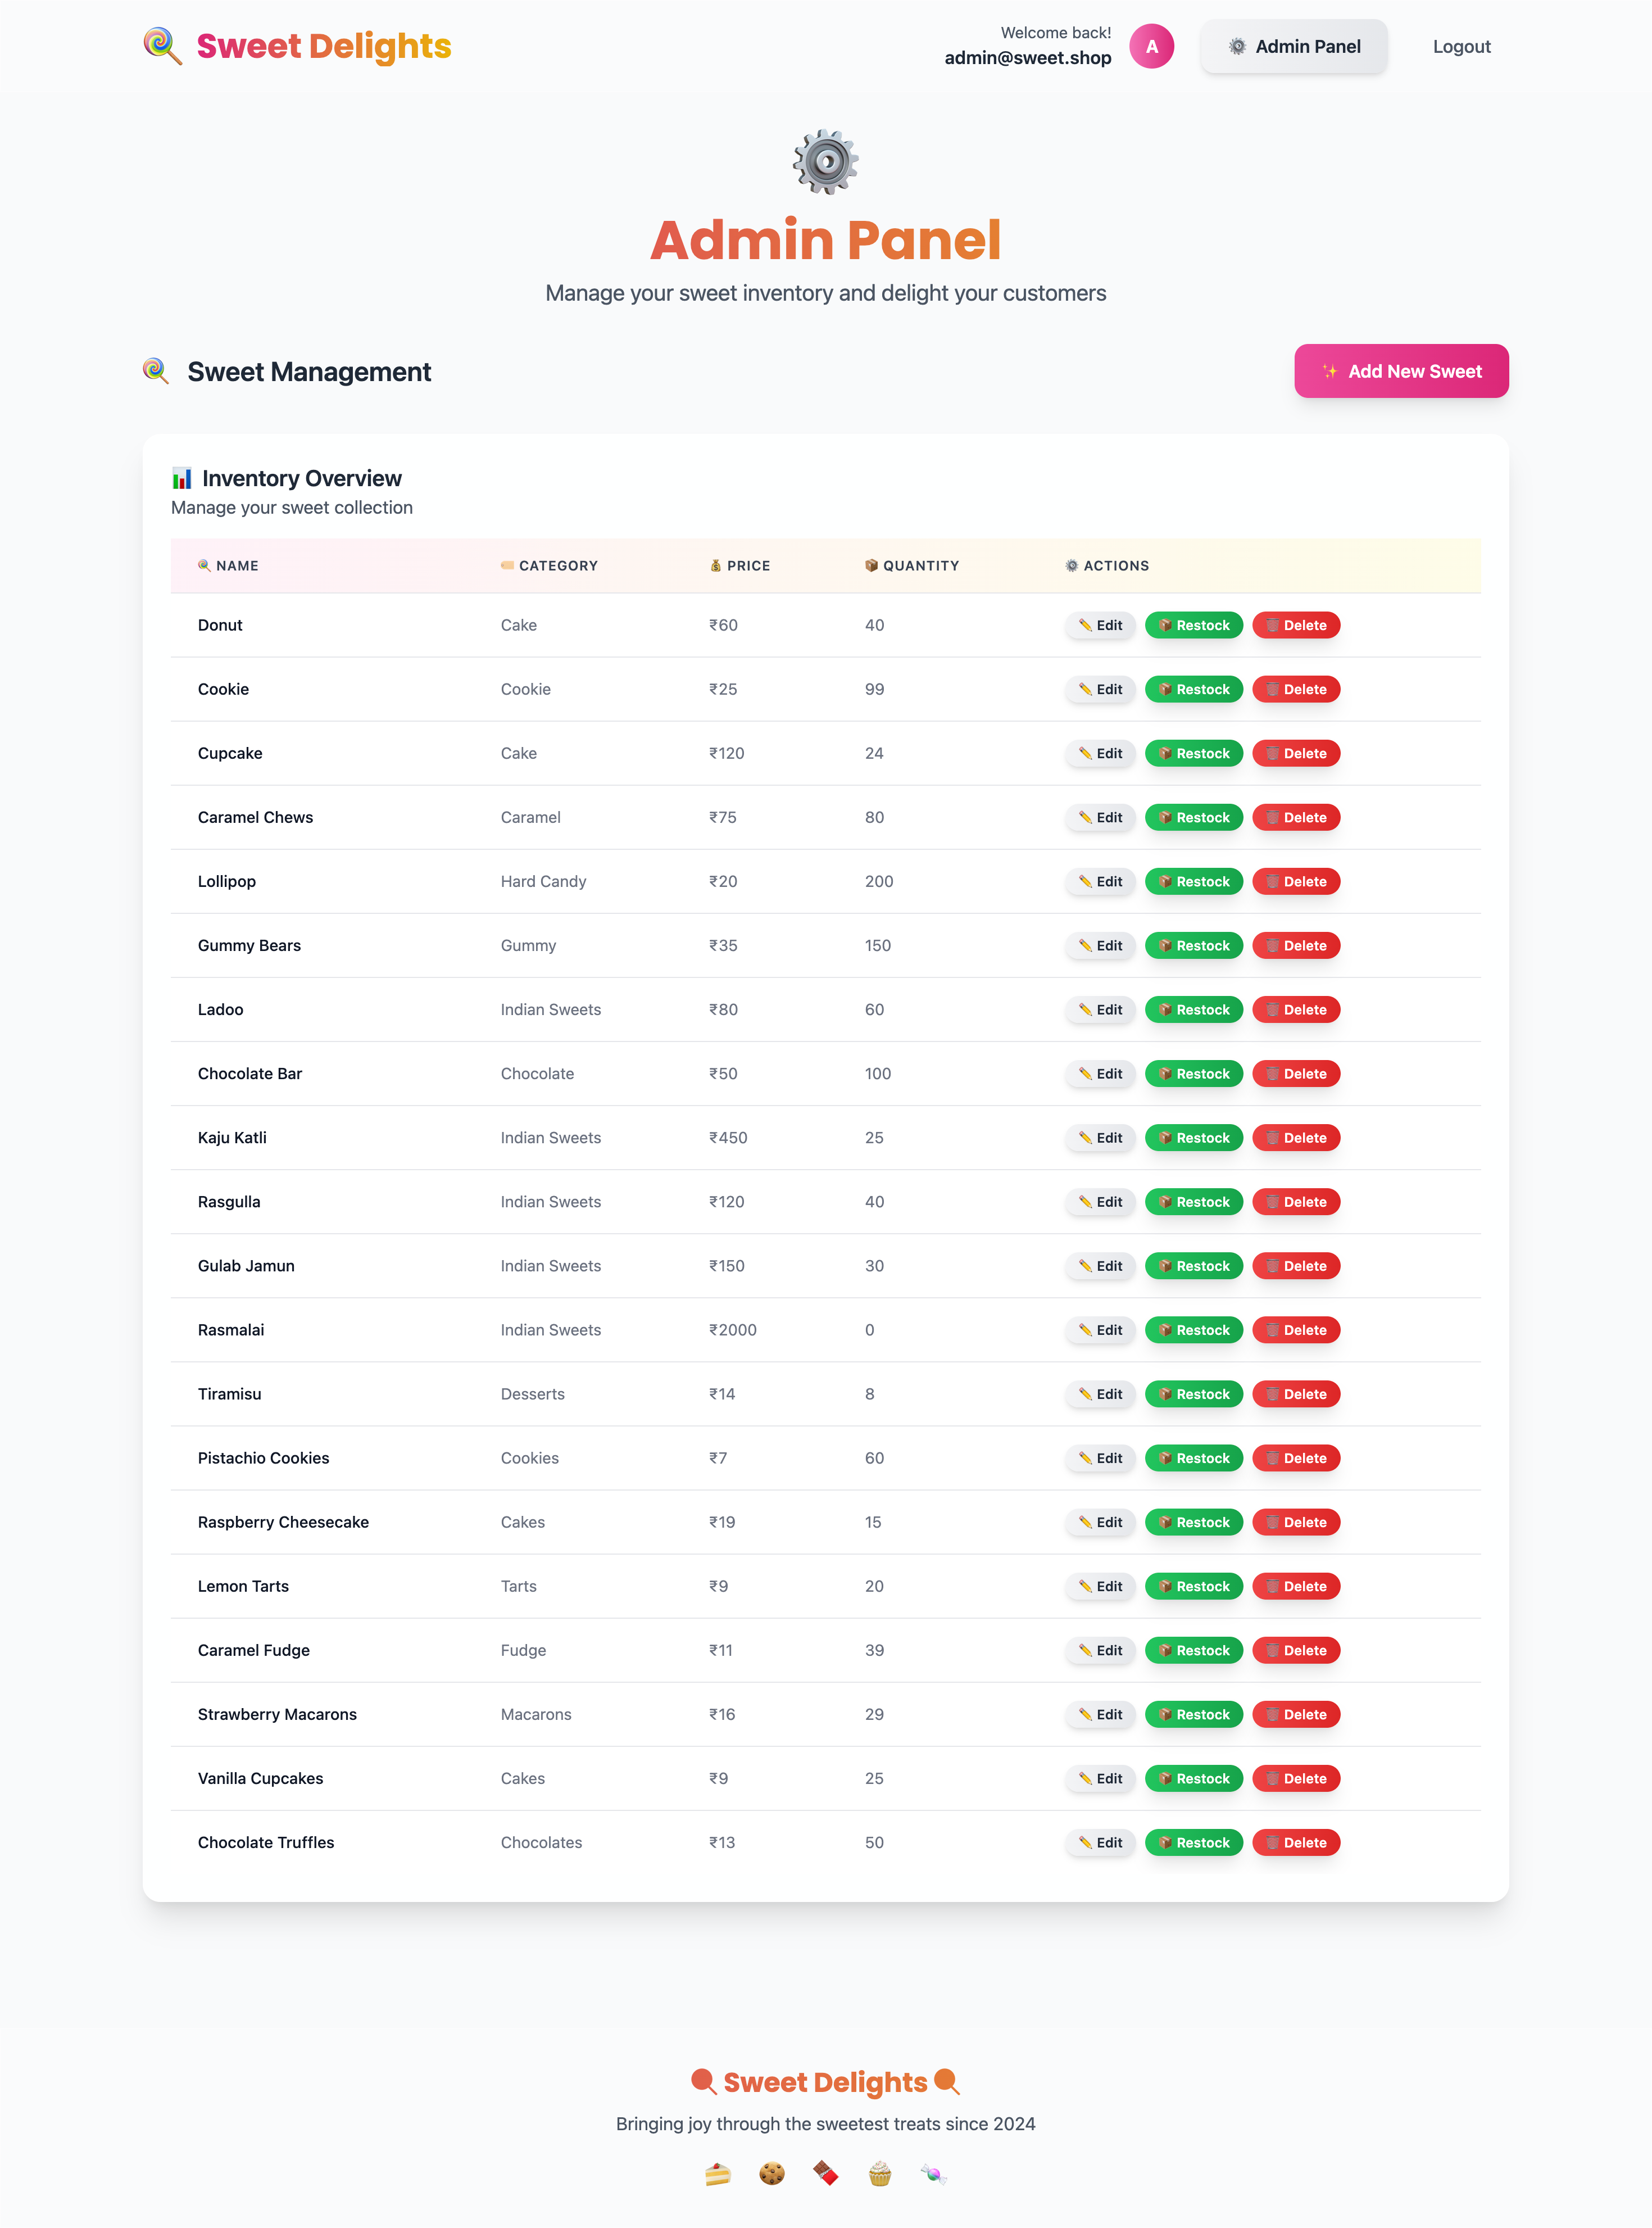 Sweet Delights
Welcome back!
admin@sweet.shop
A
Admin Panel
Logout
Admin Panel
Manage your sweet inventory and delight your customers
Sweet Management
Add New Sweet
Inventory Overview
Manage your sweet collection
NAME CATEGORY PRICE QUANTITY ACTIONS
Donut Cake ₹60 40 Edit Restock Delete
Cookie Cookie ₹25 99 Edit Restock Delete
Cupcake Cake ₹120 24 Edit Restock Delete
Caramel Chews Caramel ₹75 80 Edit Restock Delete
Lollipop Hard Candy ₹20 200 Edit Restock Delete
Gummy Bears Gummy ₹35 150 Edit Restock Delete
Ladoo Indian Sweets ₹80 60 Edit Restock Delete
Chocolate Bar Chocolate ₹50 100 Edit Restock Delete
Kaju Katli Indian Sweets ₹450 25 Edit Restock Delete
Rasgulla Indian Sweets ₹120 40 Edit Restock Delete
Gulab Jamun Indian Sweets ₹150 30 Edit Restock Delete
Rasmalai Indian Sweets ₹2000 0 Edit Restock Delete
Tiramisu Desserts ₹14 8 Edit Restock Delete
Pistachio Cookies Cookies ₹7 60 Edit Restock Delete
Raspberry Cheesecake Cakes ₹19 15 Edit Restock Delete
Lemon Tarts Tarts ₹9 20 Edit Restock Delete
Caramel Fudge Fudge ₹11 39 Edit Restock Delete
Strawberry Macarons Macarons ₹16 29 Edit Restock Delete
Vanilla Cupcakes Cakes ₹9 25 Edit Restock Delete
Chocolate Truffles Chocolates ₹13 50 Edit Restock Delete
Sweet Delights
Bringing joy through the sweetest treats since 2024